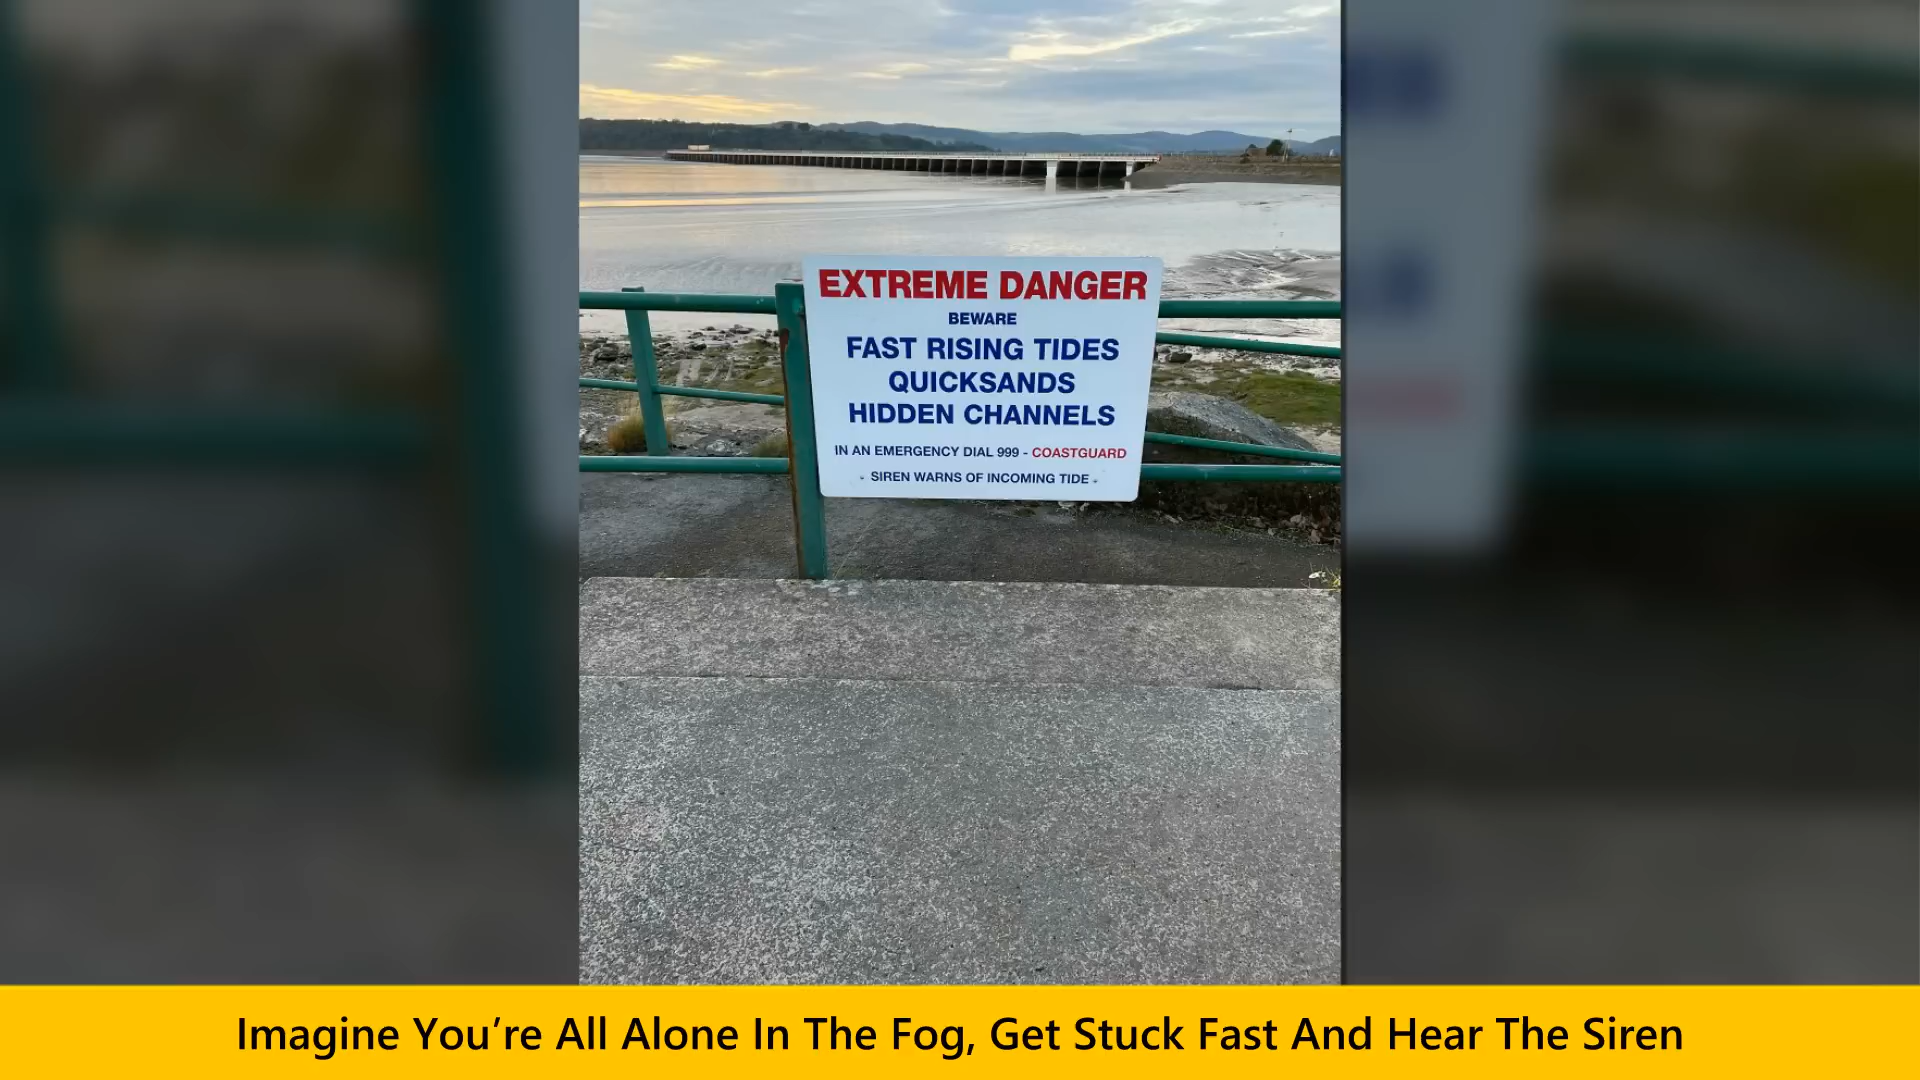 EXTREME DANGER
BEWARE
FAST RISING TIDES
QUICKSANDS
HIDDEN CHANNELS
IN AN EMERGENCY DIAL 999 - COASTGUARD
SIREN WARNS OF INCOMING TIDE
Imagine You’re All Alone In The Fog, Get Stuck Fast And Hear The Siren